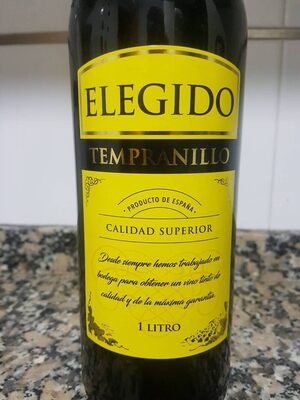 ELEGIDO
TEMPRANILLO
· PRODUCTO DE ESPAÑA ·
CALIDAD SUPERIOR
Desde siempre hemos trabajado en
bodega para obtener un vino tinto de
calidad y de la máxima garantía.
1 LITRO